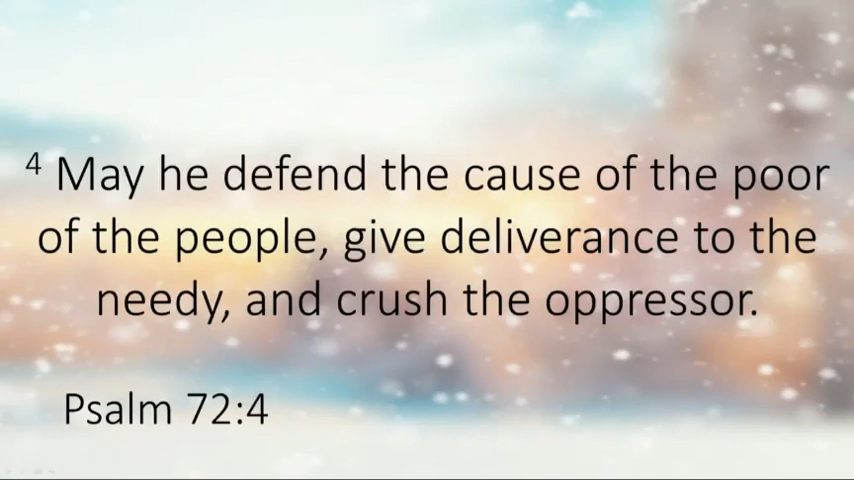 4 May he defend the cause of the poor
of the people, give deliverance to the
needy, and crush the oppressor.
Psalm 72:4